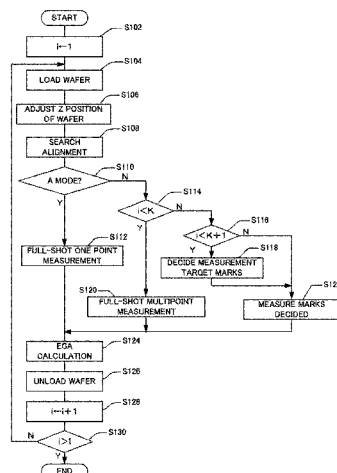 START
S102
i←1
S104
LOAD WAFER
S106
ADJUST Z POSITION
OF WAFER
S108
SEARCH
ALIGNMENT
S110
A MODE?
N
Y
S114
i<K
N
Y
S116
i<K+1
N
Y
S112
FULL-SHOT ONE POINT
MEASUREMENT
S118
DECIDE MEASUREMENT
TARGET MARKS
S120
FULL-SHOT MULTIPOINT
MEASUREMENT
S12
MEASURE MARKS
DECIDED
S124
EGA
CALCULATION
S126
UNLOAD WAFER
S128
i←i+1
S130
N
i>I
Y
END